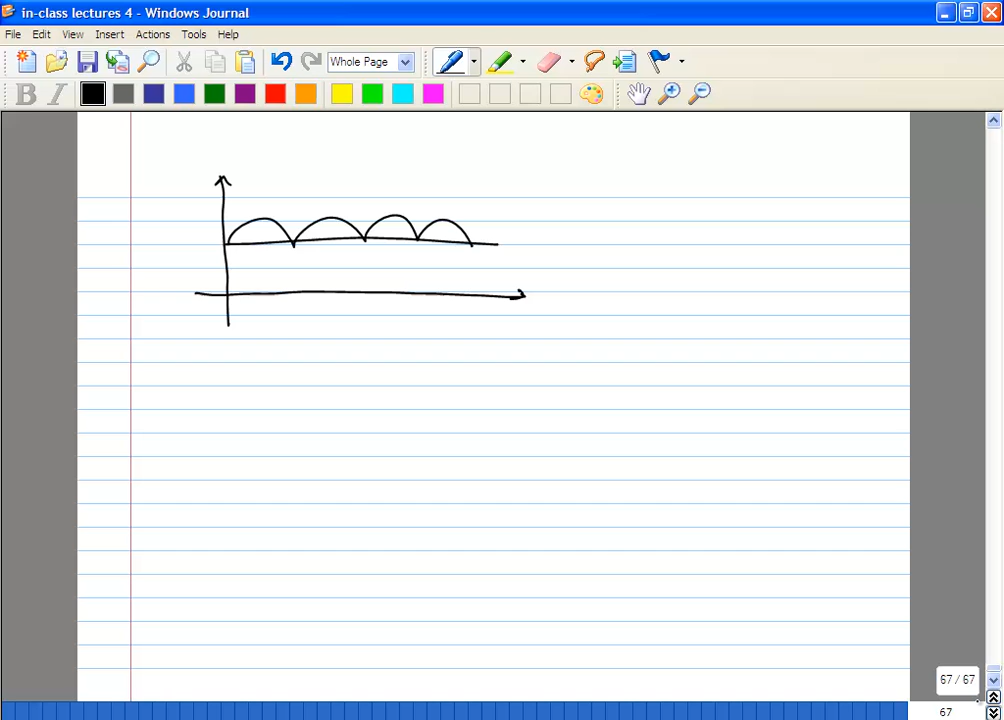 in-class lectures 4 - Windows Journal
File Edit View Insert Actions Tools Help
Whole Page
B I
67 / 67
67